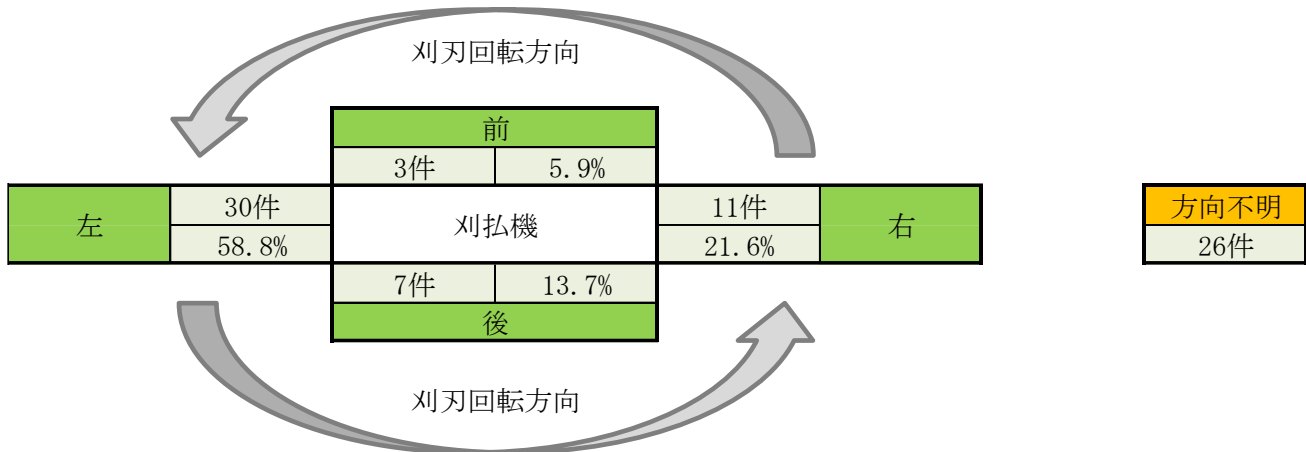 刈刃回転方向
前
3件 5.9%
左 30件 刈払機 11件 右 方向不明
58.8% 21.6% 26件
7件 13.7%
後
刈刃回転方向